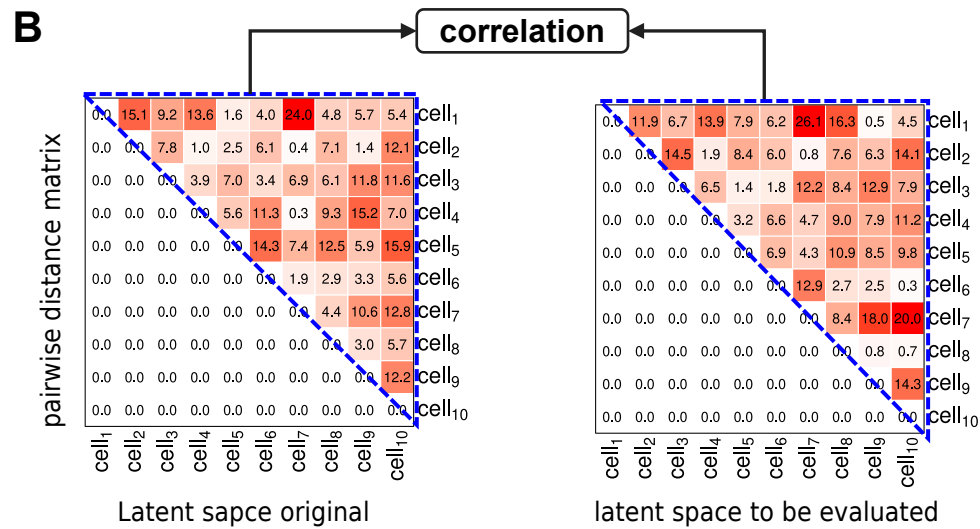 B
correlation
pairwise distance matrix
0.0 15.1 9.2 13.6 1.6 4.0 24.0 4.8 5.7 5.4 cell1
0.0 0.0 7.8 1.0 2.5 6.1 0.4 7.1 1.4 12.1 cell2
0.0 0.0 0.0 3.9 7.0 3.4 6.9 6.1 11.8 11.6 cell3
0.0 0.0 0.0 0.0 5.6 11.3 0.3 9.3 15.2 7.0 cell4
0.0 0.0 0.0 0.0 0.0 14.3 7.4 12.5 5.9 15.9 cell5
0.0 0.0 0.0 0.0 0.0 0.0 1.9 2.9 3.3 5.6 cell6
0.0 0.0 0.0 0.0 0.0 0.0 0.0 4.4 10.6 12.8 cell7
0.0 0.0 0.0 0.0 0.0 0.0 0.0 0.0 3.0 5.7 cell8
0.0 0.0 0.0 0.0 0.0 0.0 0.0 0.0 0.0 12.2 cell9
0.0 0.0 0.0 0.0 0.0 0.0 0.0 0.0 0.0 0.0 cell10
cell1 cell2 cell3 cell4 cell5 cell6 cell7 cell8 cell9 cell10
Latent sapce original
0.0 11.9 6.7 13.9 7.9 6.2 26.1 16.3 0.5 4.5 cell1
0.0 0.0 14.5 1.9 8.4 6.0 0.8 7.6 6.3 14.1 cell2
0.0 0.0 0.0 6.5 1.4 1.8 12.2 8.4 12.9 7.9 cell3
0.0 0.0 0.0 0.0 3.2 6.6 4.7 9.0 7.9 11.2 cell4
0.0 0.0 0.0 0.0 0.0 6.9 4.3 10.9 8.5 9.8 cell5
0.0 0.0 0.0 0.0 0.0 0.0 12.9 2.7 2.5 0.3 cell6
0.0 0.0 0.0 0.0 0.0 0.0 0.0 8.4 18.0 20.0 cell7
0.0 0.0 0.0 0.0 0.0 0.0 0.0 0.0 0.8 0.7 cell8
0.0 0.0 0.0 0.0 0.0 0.0 0.0 0.0 0.0 14.3 cell9
0.0 0.0 0.0 0.0 0.0 0.0 0.0 0.0 0.0 0.0 cell10
cell1 cell2 cell3 cell4 cell5 cell6 cell7 cell8 cell9 cell10
latent space to be evaluated